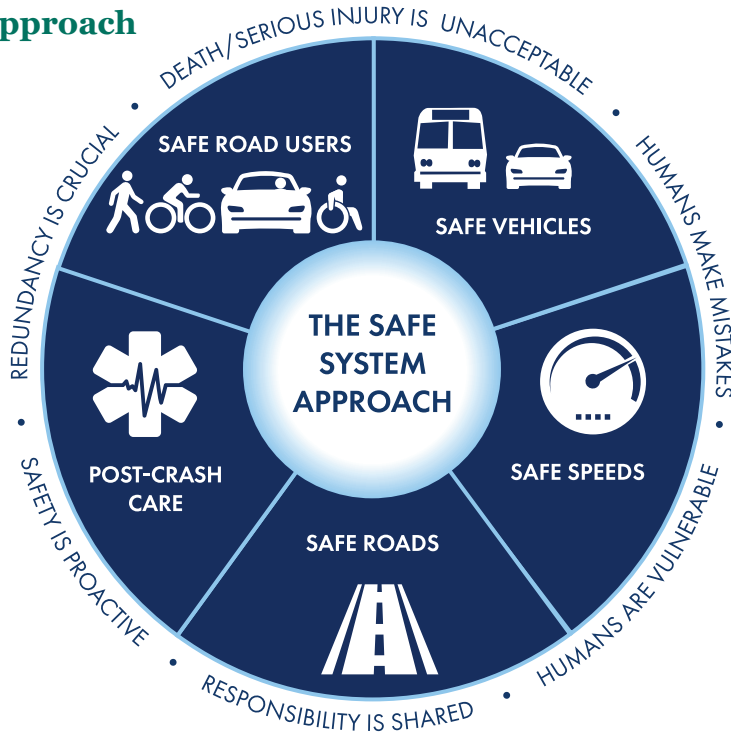 pproach
DEATH/SERIOUS INJURY IS UNACCEPTABLE
HUMANS MAKE MISTAKES
HUMANS ARE VULNERABLE
RESPONSIBILITY IS SHARED
SAFETY IS PROACTIVE
REDUNDANCY IS CRUCIAL
SAFE ROAD USERS
SAFE VEHICLES
THE SAFE
SYSTEM
APPROACH
SAFE SPEEDS
POST-CRASH
CARE
SAFE ROADS